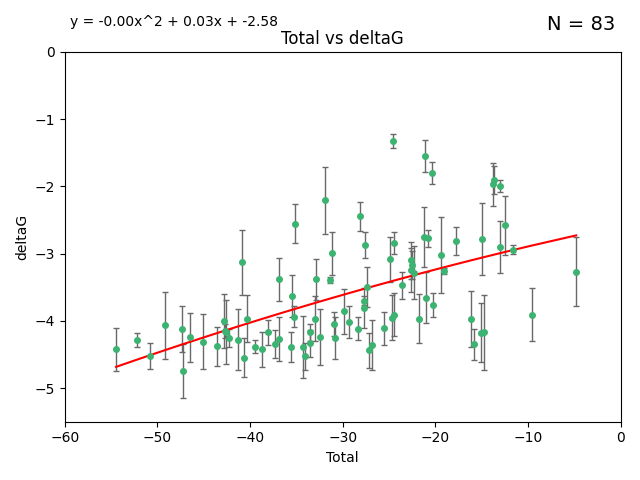 y = -0.00x^2 + 0.03x + -2.58
N = 83
Total vs deltaG
0
−1
−2
−3
−4
−5
deltaG
−60 −50 −40 −30 −20 −10 0
Total